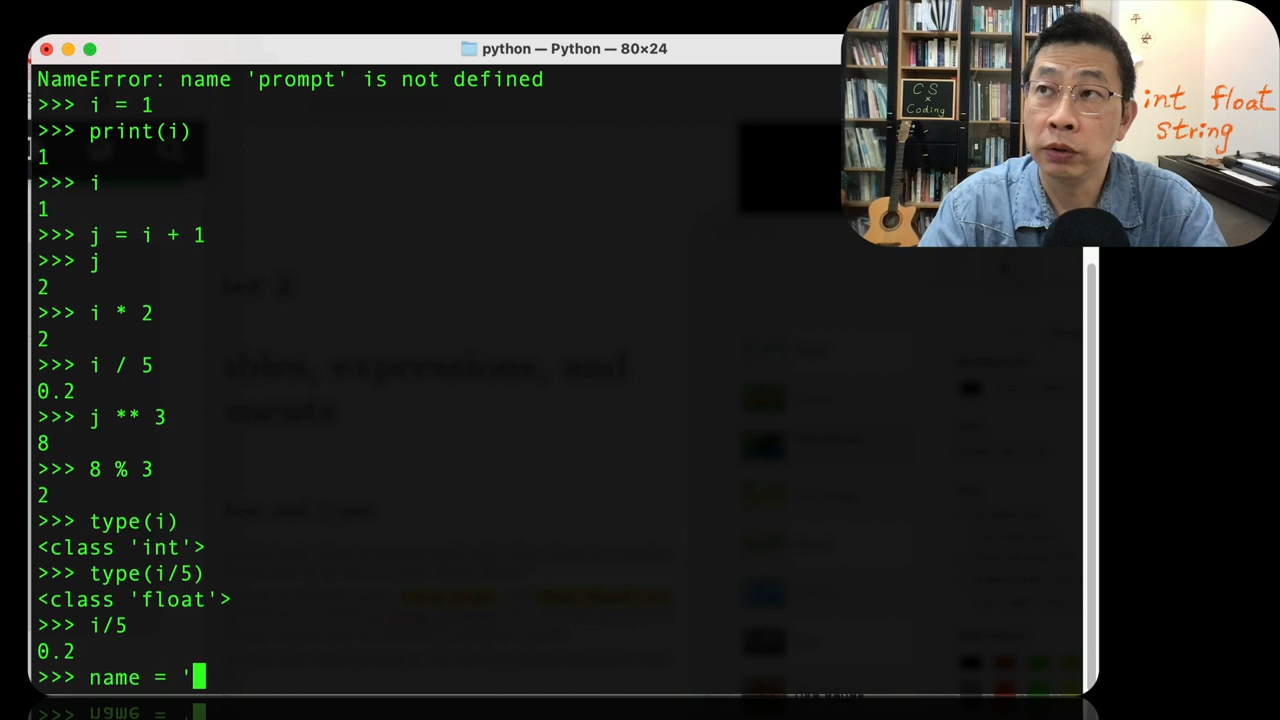 python — Python — 80×24
NameError: name 'prompt' is not defined
>>> i = 1
>>> print(i)
1
>>> i
1
>>> j = i + 1
>>> j
2
>>> i * 2
2
>>> i / 5
0.2
>>> j ** 3
8
>>> 8 % 3
2
>>> type(i)
<class 'int'>
>>> type(i/5)
<class 'float'>
>>> i/5
0.2
>>> name = '
CS
×
Coding
平
安
int float
string